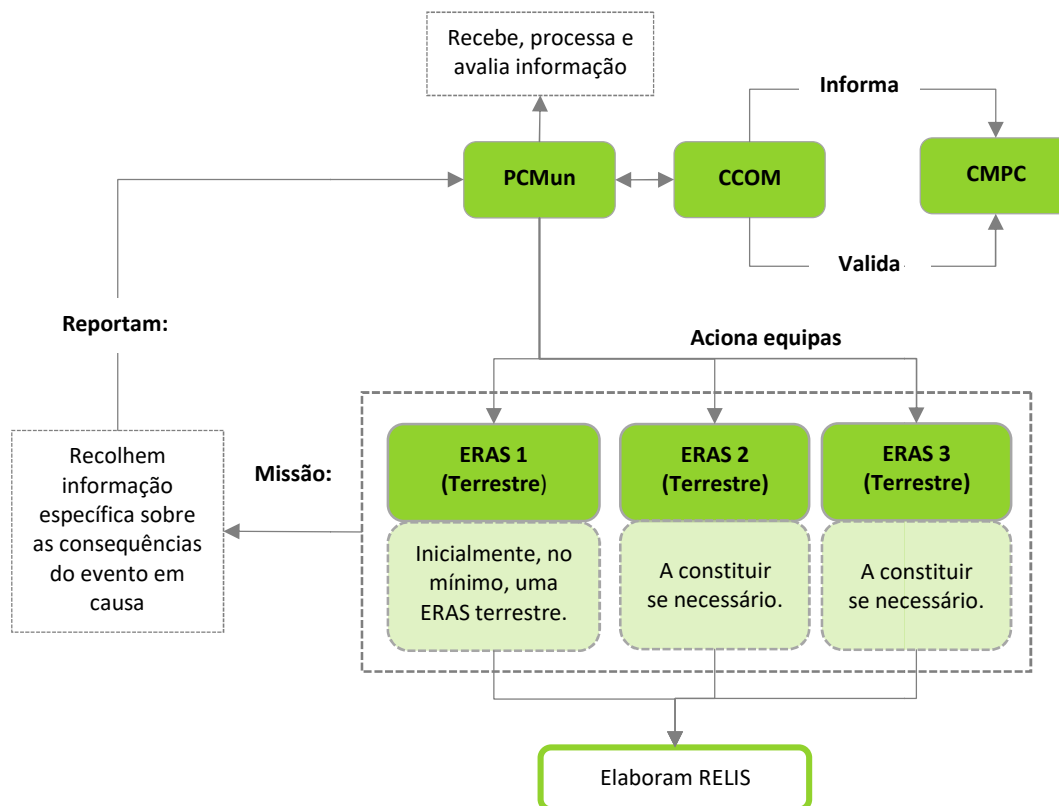 Recebe, processa e
avalia informação
Informa
PCMun
CCOM
CMPC
Valida
Reportam:
Aciona equipas
Recolhem
informação
específica sobre
as consequências
do evento em
causa
Missão:
ERAS 1
(Terrestre)
ERAS 2
(Terrestre)
ERAS 3
(Terrestre)
Inicialmente, no
mínimo, uma
ERAS terrestre.
A constituir
se necessário.
A constituir
se necessário.
Elaboram RELIS